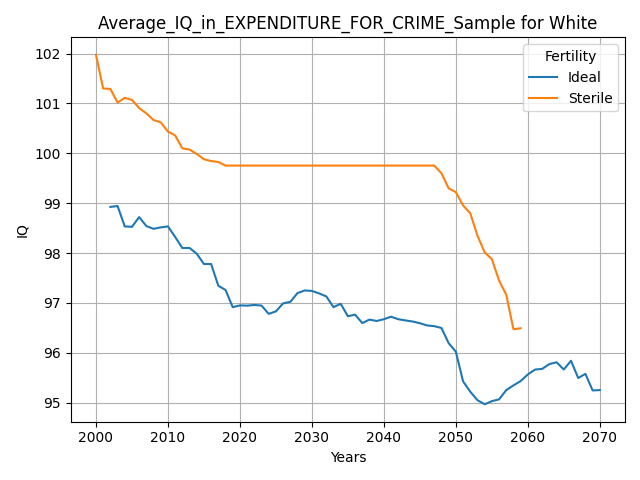 Average_IQ_in_EXPENDITURE_FOR_CRIME_Sample for White
Fertility
Ideal
Sterile
IQ
102
101
100
99
98
97
96
95
2000 2010 2020 2030 2040 2050 2060 2070
Years